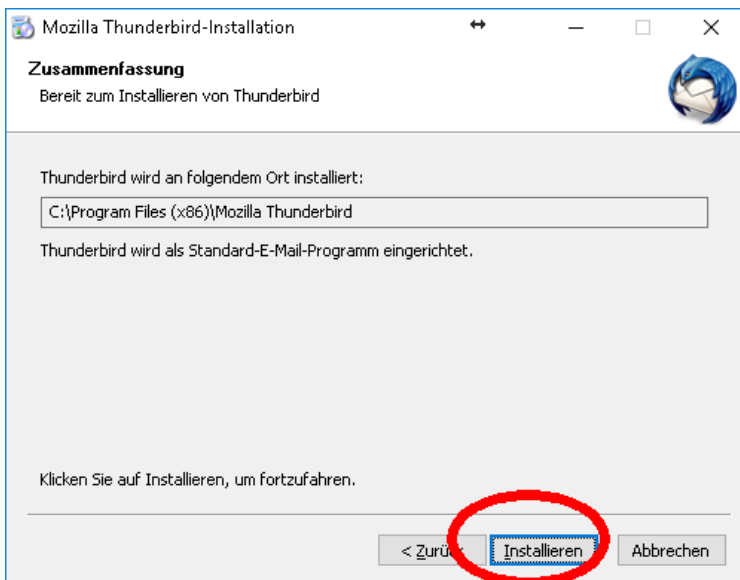 Mozilla Thunderbird-Installation
Zusammenfassung
Bereit zum Installieren von Thunderbird
Thunderbird wird an folgendem Ort installiert:
C:\Program Files (x86)\Mozilla Thunderbird
Thunderbird wird als Standard-E-Mail-Programm eingerichtet.
Klicken Sie auf Installieren, um fortzufahren.
< Zurück Installieren Abbrechen